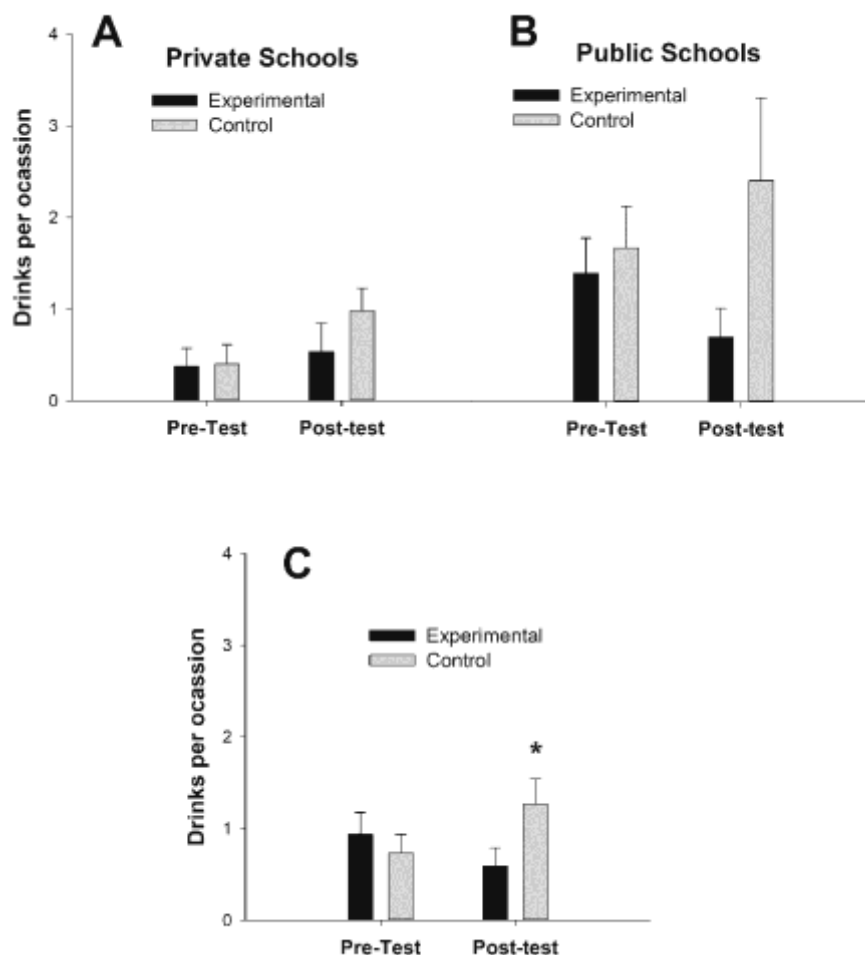 A
Private Schools
Experimental
Control
4
3
2
1
0
Drinks per ocassion
Pre-Test
Post-test
B
Public Schools
Experimental
Control
Pre-Test
Post-test
C
Experimental
Control
4
3
2
1
0
Drinks per ocassion
*
Pre-Test
Post-test